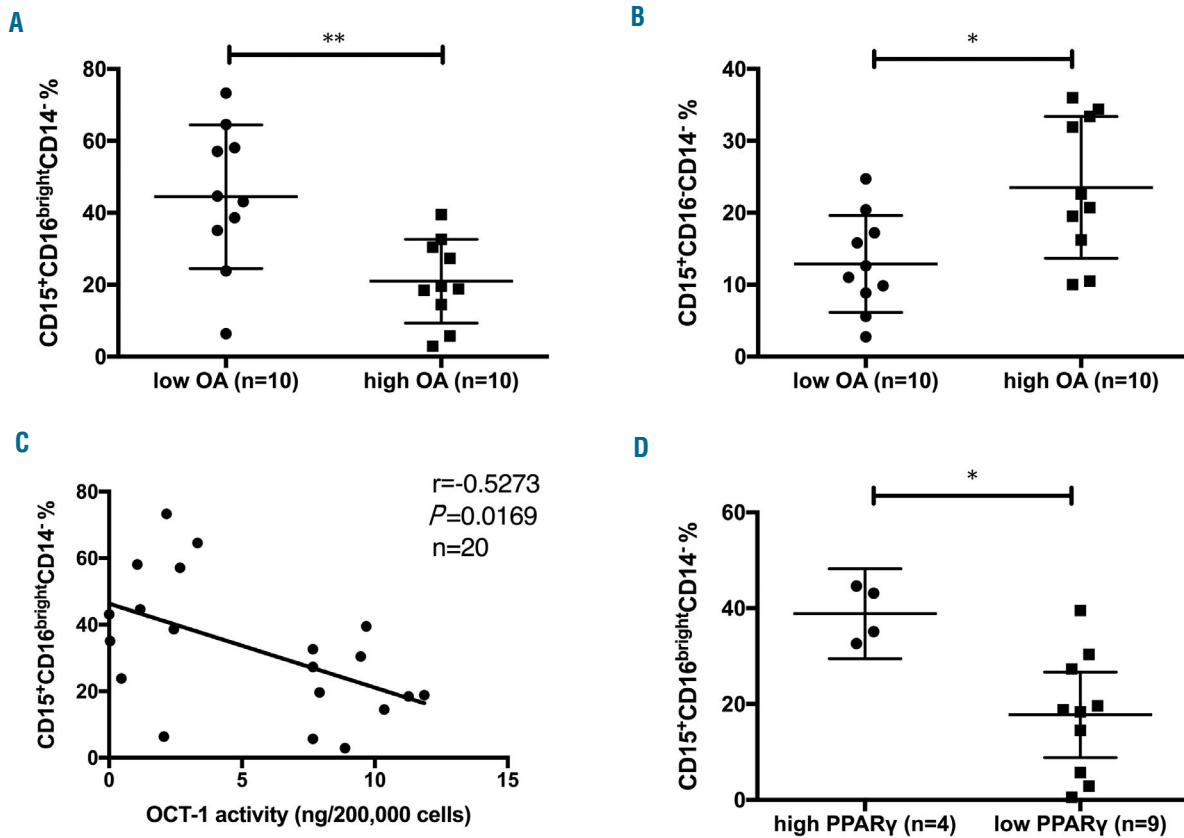 A
**
CD15⁺CD16ᵇʳⁱᵍʰᵗCD14⁻ %
80
60
40
20
0
low OA (n=10) high OA (n=10)
B
*
CD15⁺CD16⁻CD14⁻ %
40
30
20
10
0
low OA (n=10) high OA (n=10)
C
r=-0.5273
P=0.0169
n=20
CD15⁺CD16ᵇʳⁱᵍʰᵗCD14⁻ %
80
60
40
20
0
0 5 10 15
OCT-1 activity (ng/200,000 cells)
D
*
CD15⁺CD16ᵇʳⁱᵍʰᵗCD14⁻ %
60
40
20
0
high PPARγ (n=4) low PPARγ (n=9)